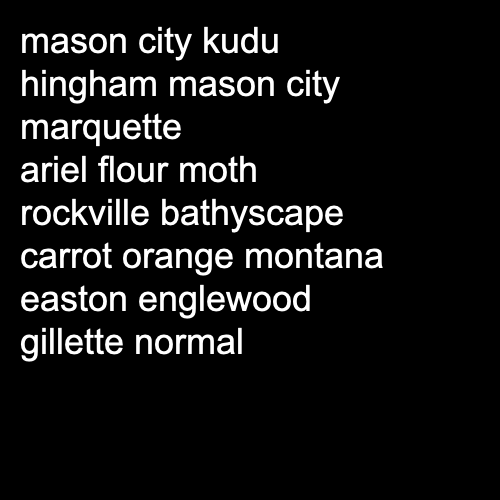 mason city kudu
hingham mason city
marquette
ariel flour moth
rockville bathyscape
carrot orange montana
easton englewood
gillette normal